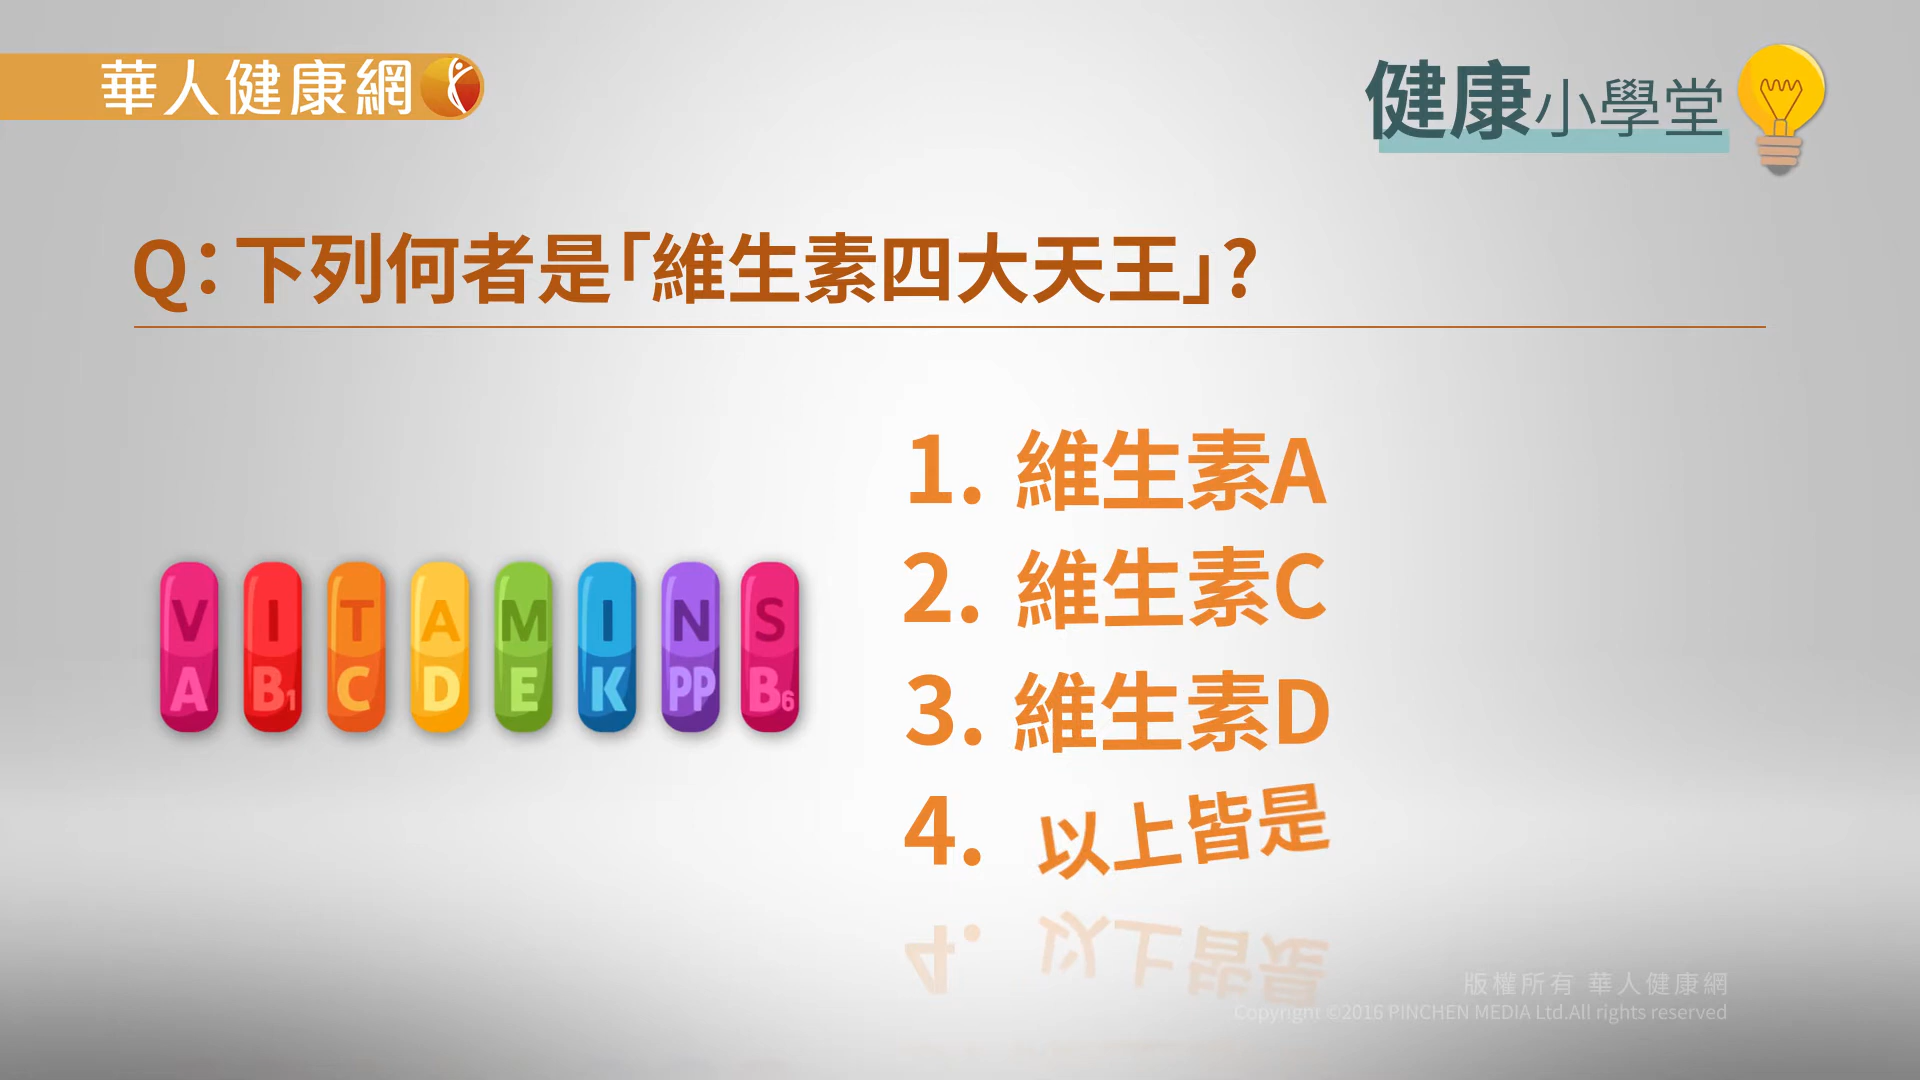 華人健康網
健康小學堂
Q：下列何者是「維生素四大天王」?
1. 維生素A
2. 維生素C
3. 維生素D
4. 以上皆是
V I T A M I N S
A B1 C D E K PP B6
版權所有 華人健康網
Copyright ©2016 PINCHEN MEDIA Ltd.All rights reserved